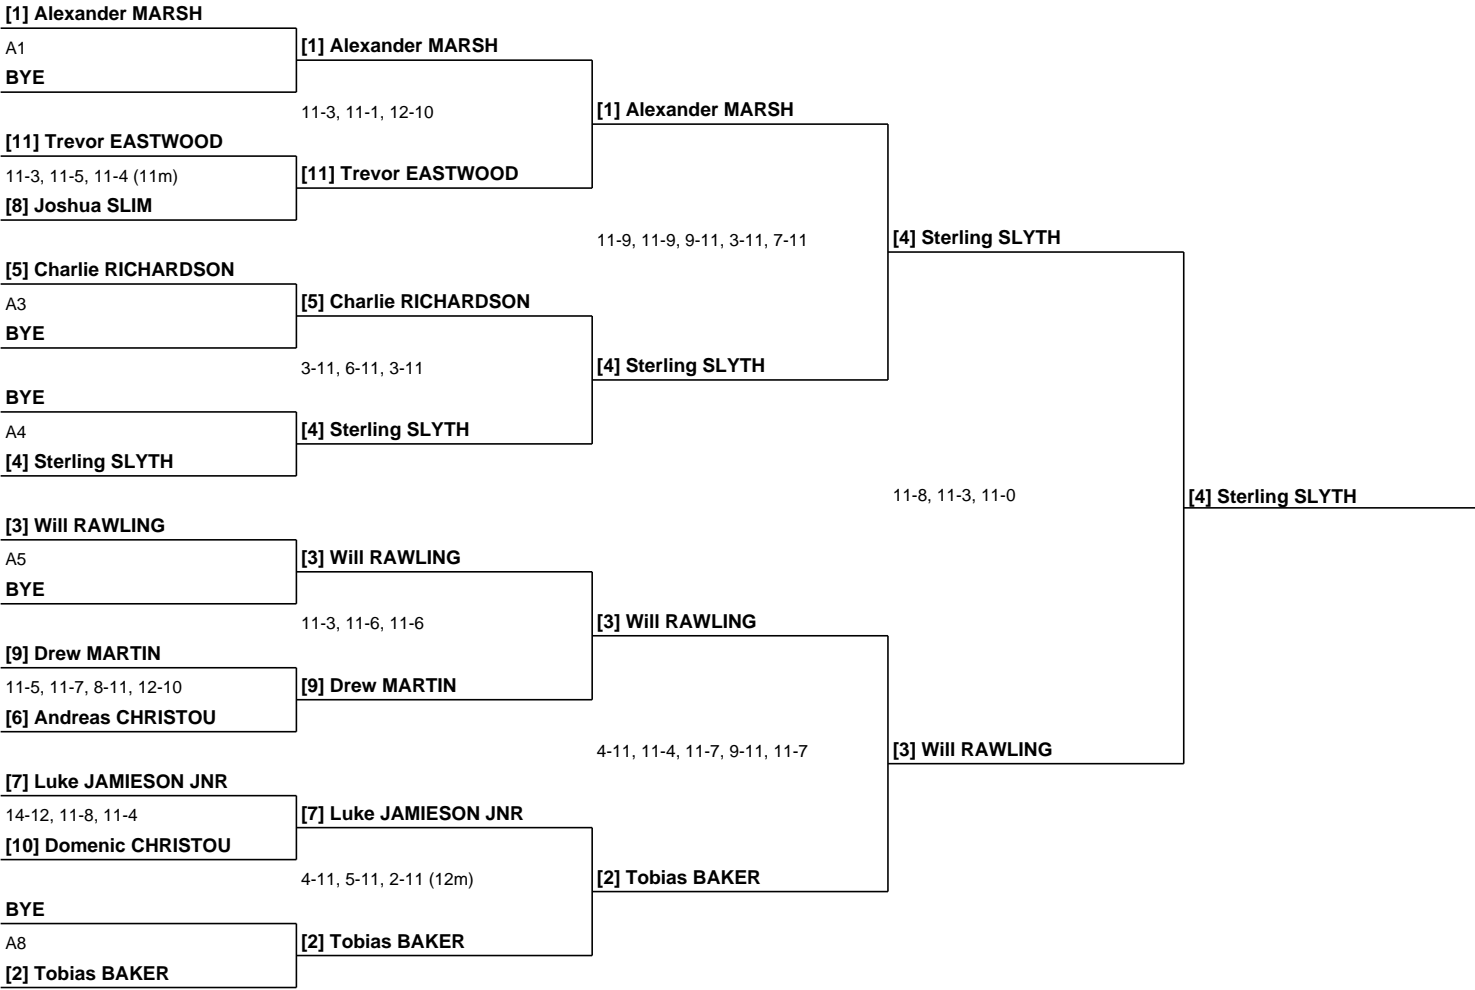 [1] Alexander MARSH
A1
BYE
[11] Trevor EASTWOOD
11-3, 11-5, 11-4 (11m)
[8] Joshua SLIM
[5] Charlie RICHARDSON
A3
BYE
BYE
A4
[4] Sterling SLYTH
[3] Will RAWLING
A5
BYE
[9] Drew MARTIN
11-5, 11-7, 8-11, 12-10
[6] Andreas CHRISTOU
[7] Luke JAMIESON JNR
14-12, 11-8, 11-4
[10] Domenic CHRISTOU
BYE
A8
[2] Tobias BAKER
[1] Alexander MARSH
11-3, 11-1, 12-10
[11] Trevor EASTWOOD
[5] Charlie RICHARDSON
3-11, 6-11, 3-11
[4] Sterling SLYTH
[3] Will RAWLING
11-3, 11-6, 11-6
[9] Drew MARTIN
[7] Luke JAMIESON JNR
4-11, 5-11, 2-11 (12m)
[2] Tobias BAKER
[1] Alexander MARSH
11-9, 11-9, 9-11, 3-11, 7-11
[4] Sterling SLYTH
[3] Will RAWLING
4-11, 11-4, 11-7, 9-11, 11-7
[2] Tobias BAKER
[4] Sterling SLYTH
11-8, 11-3, 11-0
[3] Will RAWLING
[4] Sterling SLYTH